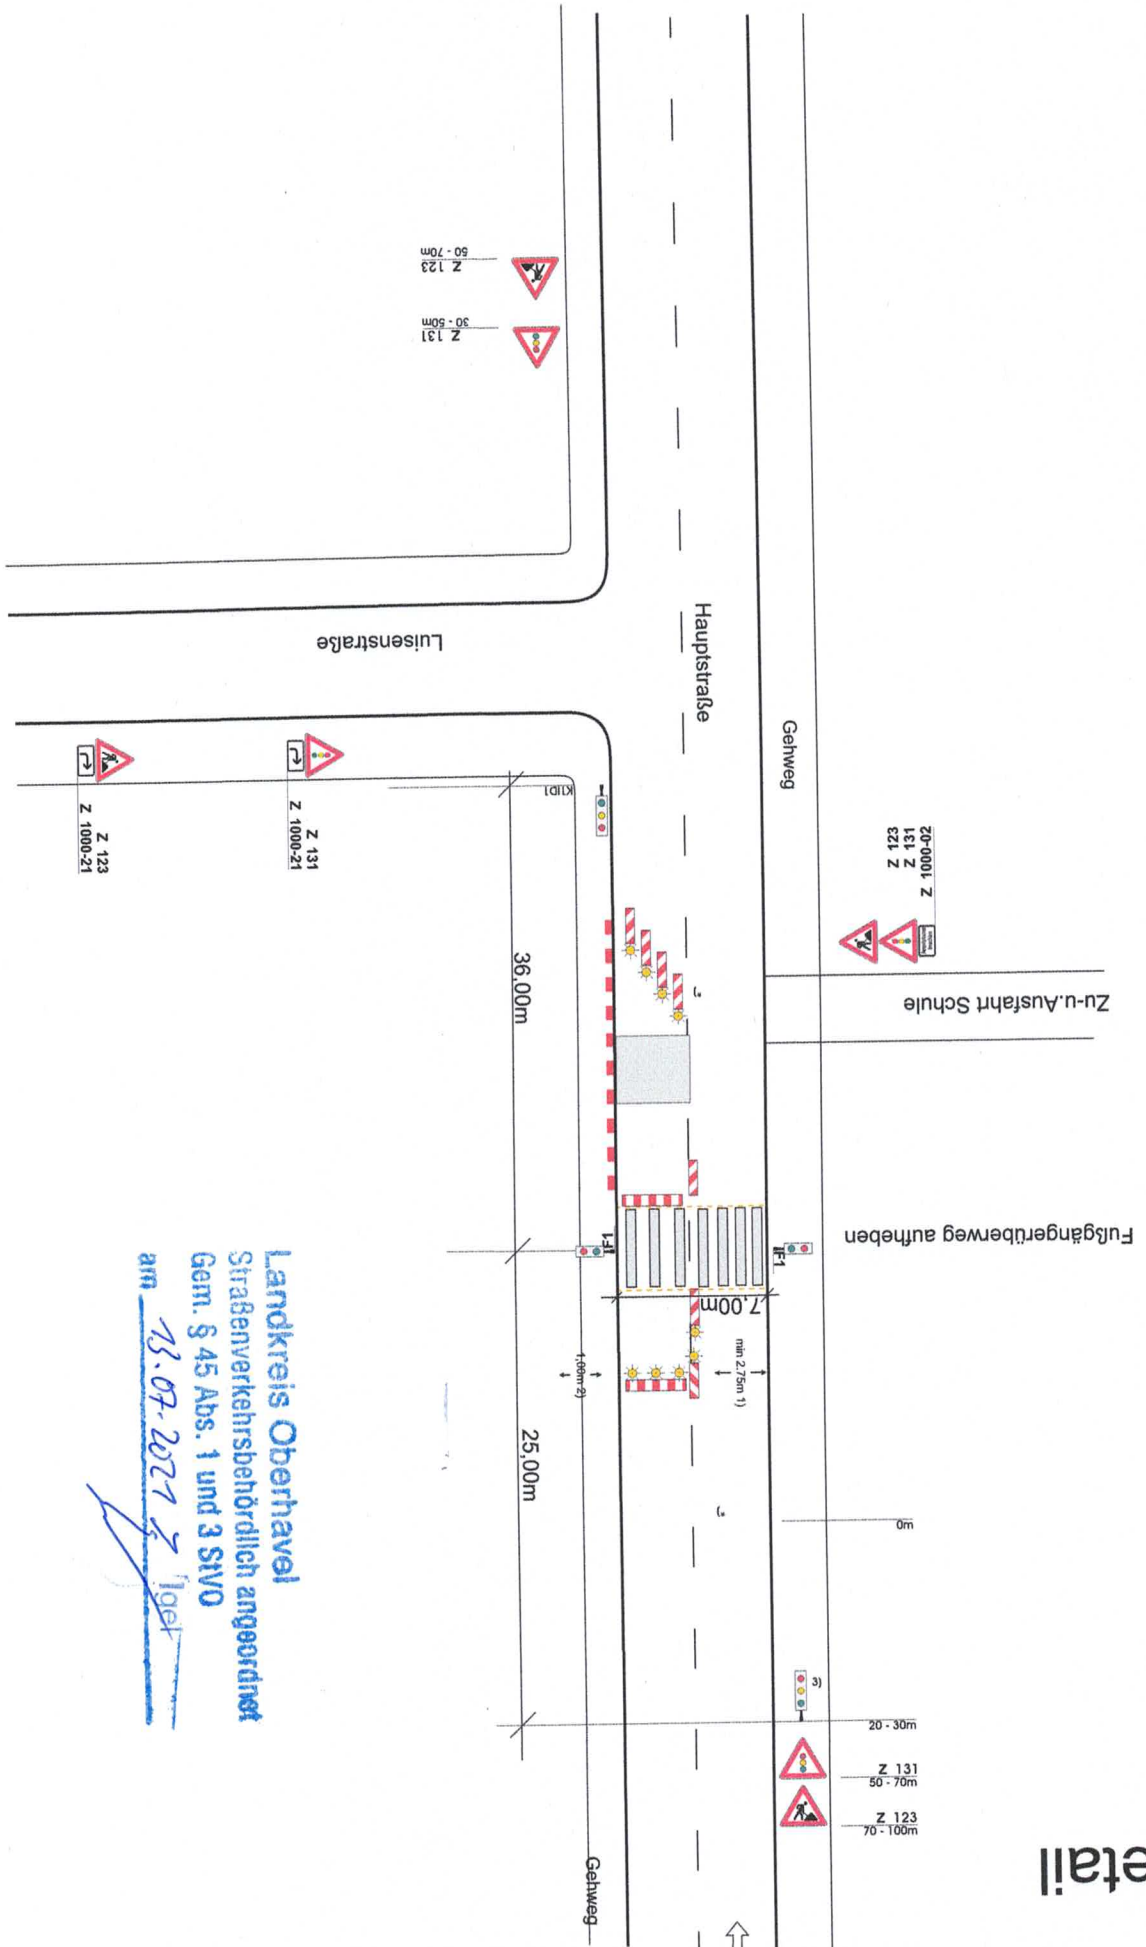 etail
Z 123
50 - 70m
Z 131
30 - 50m
Luisenstraße
Hauptstraße
Gehweg
Z 123
Z 1000-21
Z 131
Z 1000-21
K1ID1
Z 1000-02
Z 131
Z 123
Zu-u.Ausfahrt Schule
36,00m
Fußgängerüberweg aufheben
F1
F1
7,00m
min 2.75m 1)
1,00m 2)
25,00m
*)
*)
0m
3)
20 - 30m
Z 131
50 - 70m
Z 123
70 - 100m
Gehweg
Landkreis Oberhavel
Straßenverkehrsbehördlich angeordnet
Gem. § 45 Abs. 1 und 3 StVO
am 13.07.2021